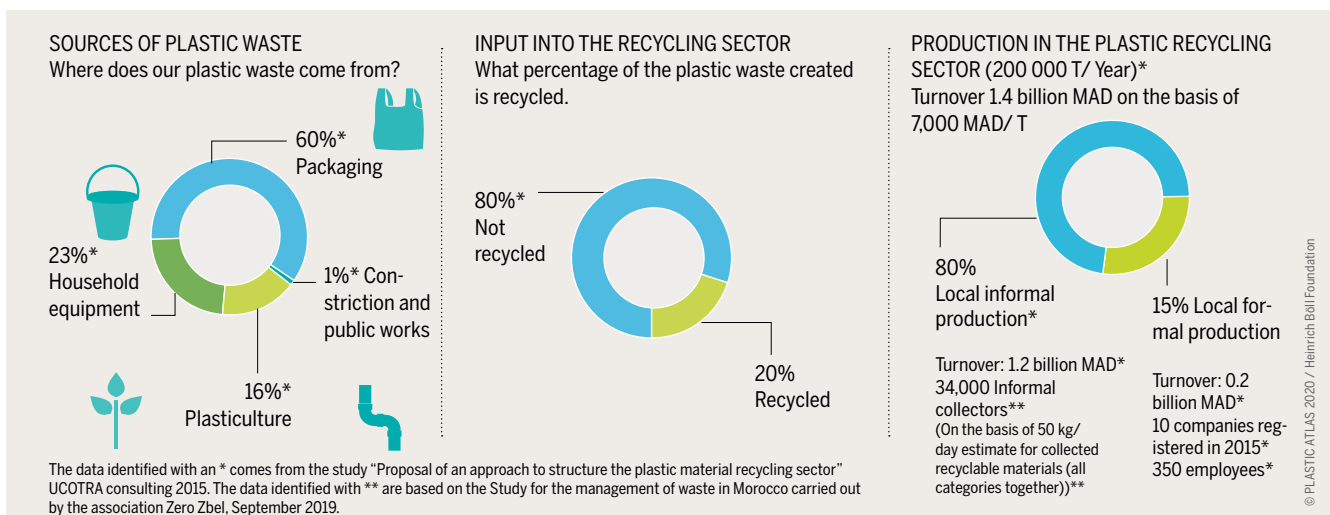 SOURCES OF PLASTIC WASTE
Where does our plastic waste come from?
60%*
Packaging
23%*
Household
equipment
1%* Con-
striction and
public works
16%*
Plasticulture
INPUT INTO THE RECYCLING SECTOR
What percentage of the plastic waste created
is recycled.
80%*
Not
recycled
20%
Recycled
PRODUCTION IN THE PLASTIC RECYCLING
SECTOR (200 000 T/ Year)*
Turnover 1.4 billion MAD on the basis of
7,000 MAD/ T
80%
Local informal
production*
Turnover: 1.2 billion MAD*
34,000 Informal
collectors**
(On the basis of 50 kg/
day estimate for collected
recyclable materials (all
categories together))**
15% Local for-
mal production
Turnover: 0.2
billion MAD*
10 companies reg-
istered in 2015*
350 employees*
The data identified with an * comes from the study “Proposal of an approach to structure the plastic material recycling sector”
UCOTRA consulting 2015. The data identified with ** are based on the Study for the management of waste in Morocco carried out
by the association Zero Zbel, September 2019.
© PLASTIC ATLAS 2020 / Heinrich Böll Foundation